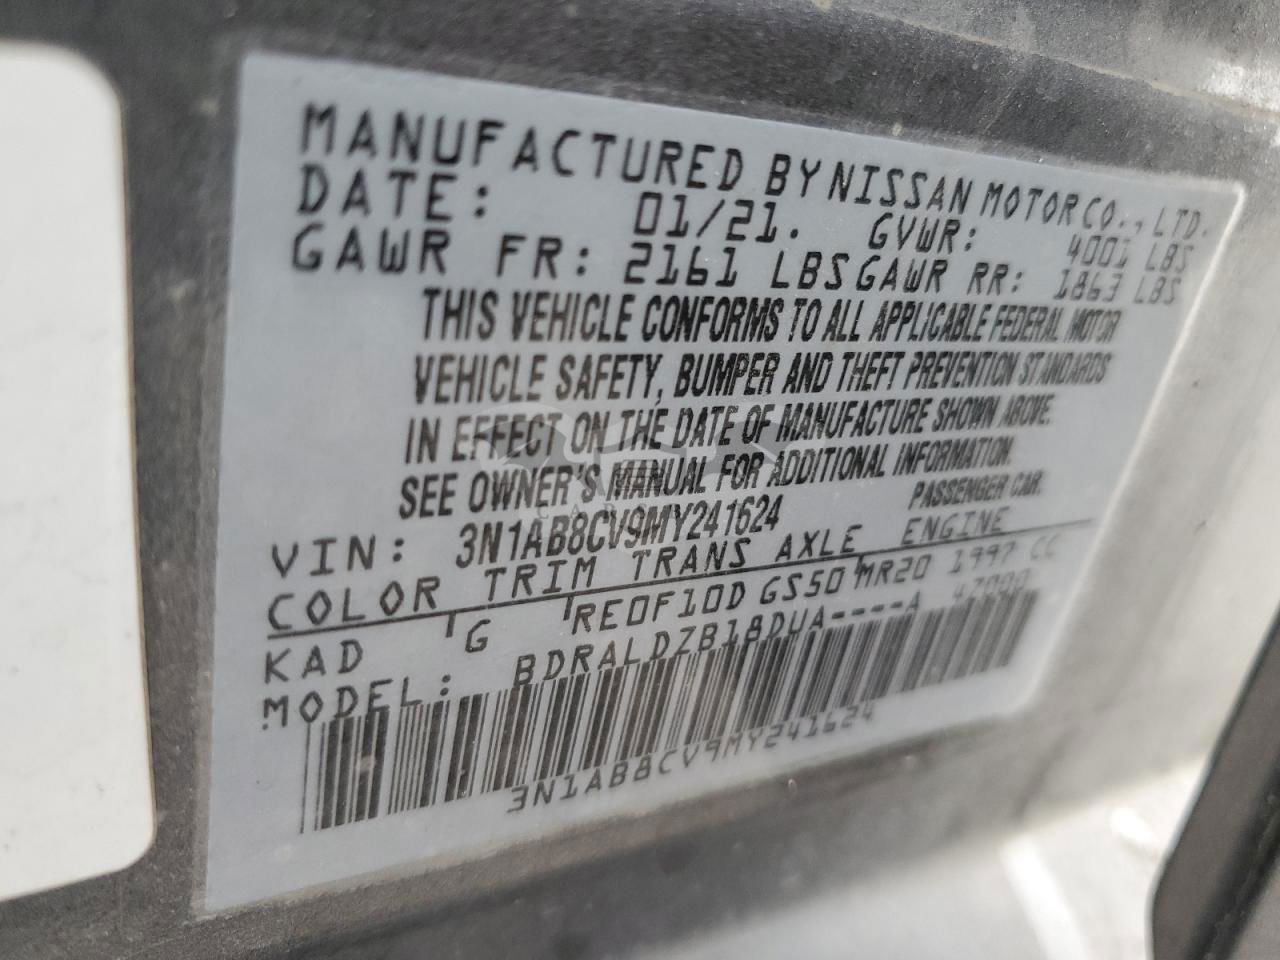 MANUFACTURED BY NISSAN MOTOR CO., LTD.
DATE: 01/21. GVWR: 4001 LBS
GAWR FR: 2161 LBS GAWR RR: 1863 LBS
THIS VEHICLE CONFORMS TO ALL APPLICABLE FEDERAL MOTOR
VEHICLE SAFETY, BUMPER AND THEFT PREVENTION STANDARDS
IN EFFECT ON THE DATE OF MANUFACTURE SHOWN ABOVE.
SEE OWNER'S MANUAL FOR ADDITIONAL INFORMATION.
VIN: 3N1AB8CV9MY241624 PASSENGER CAR.
COLOR TRIM TRANS AXLE ENGINE
KAD G RE0F10D GS50 MR20 1997 CC
MODEL: BDRALDZB18DUA----A 47000
3N1AB8CV9MY241624